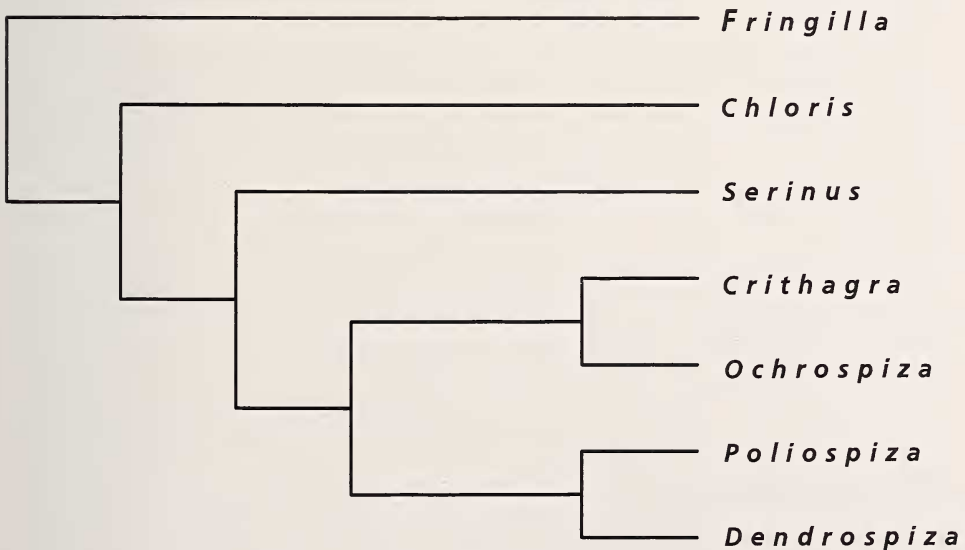 Fringilla
Chloris
Serinus
Crithagra
Ochrospiza
Poliospiza
Dendrospiza